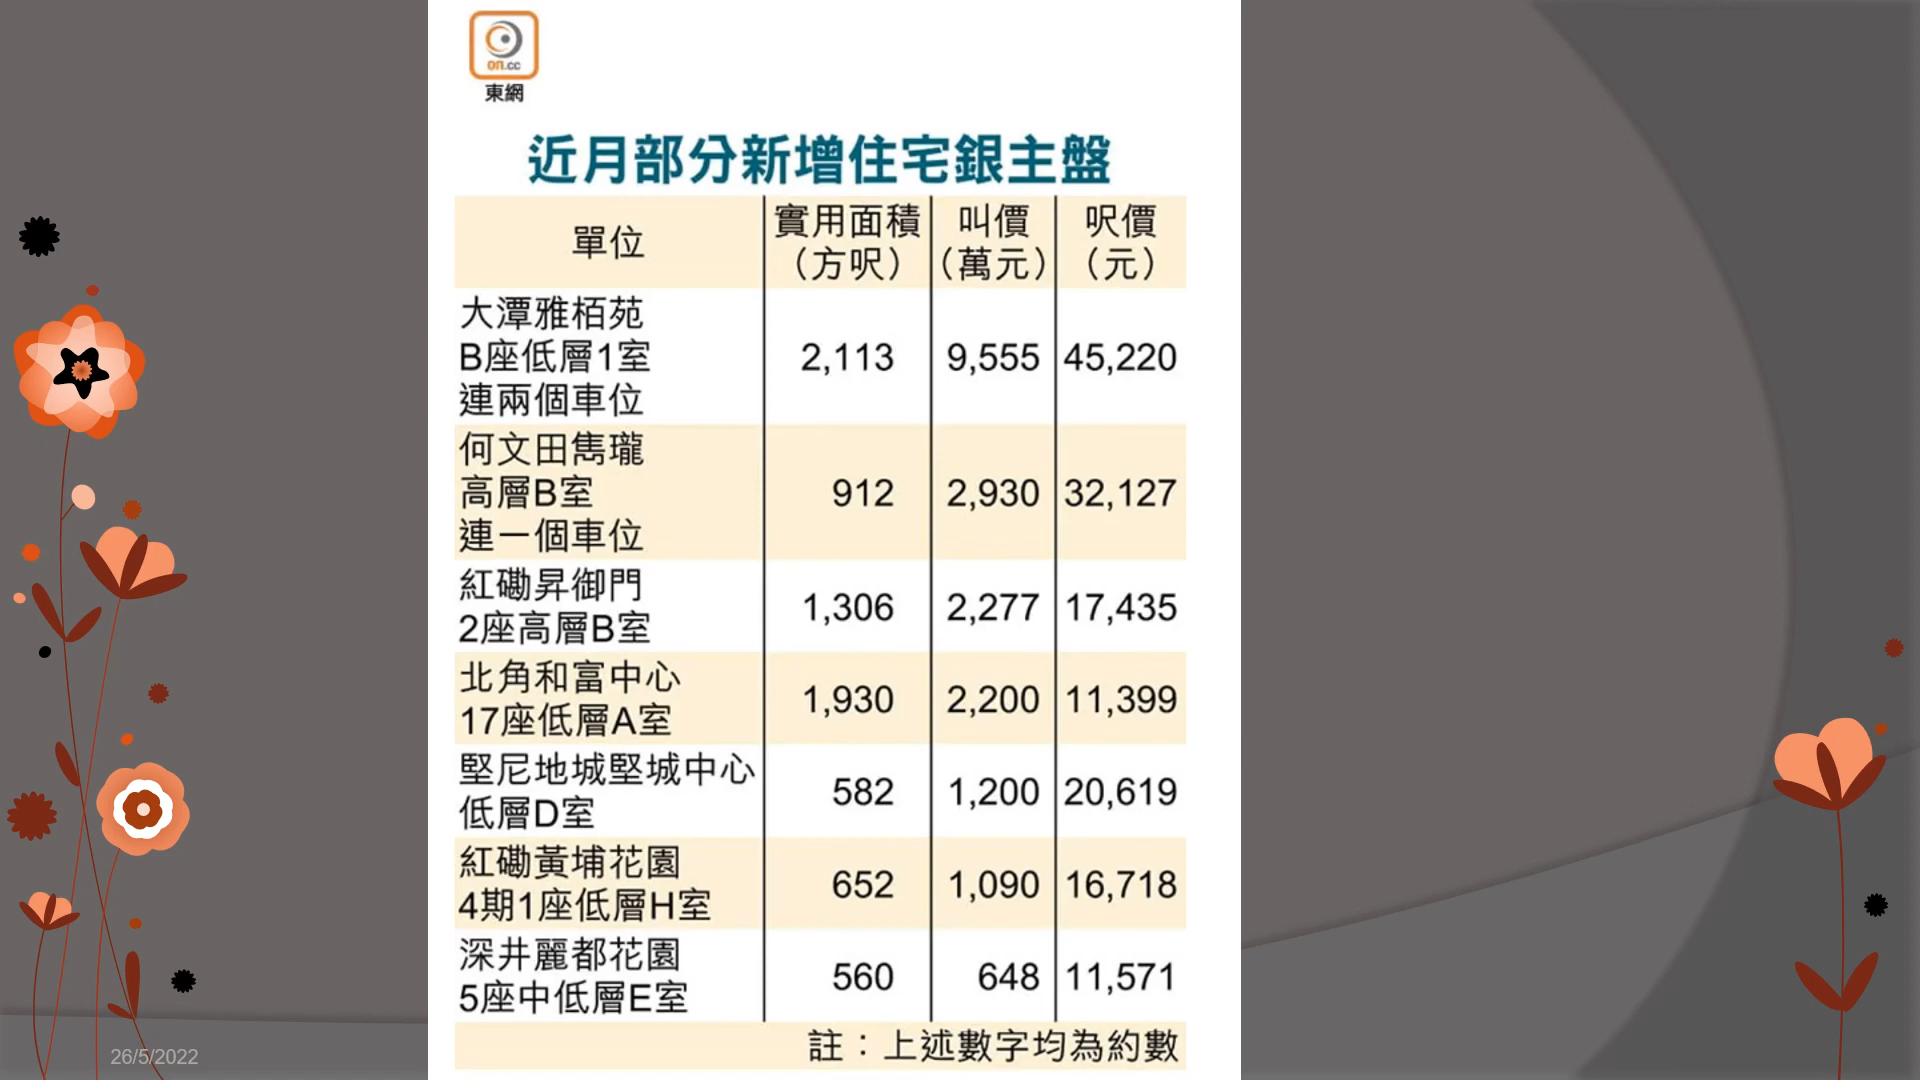 on.cc
東網
近月部分新增住宅銀主盤
單位 實用面積（方呎） 叫價（萬元） 呎價（元）
大潭雅栢苑
B座低層1室
連兩個車位
2,113 9,555 45,220
何文田雋瓏
高層B室
連一個車位
912 2,930 32,127
紅磡昇御門
2座高層B室
1,306 2,277 17,435
北角和富中心
17座低層A室
1,930 2,200 11,399
堅尼地城堅城中心
低層D室
582 1,200 20,619
紅磡黃埔花園
4期1座低層H室
652 1,090 16,718
深井麗都花園
5座中低層E室
560 648 11,571
註：上述數字均為約數
26/5/2022